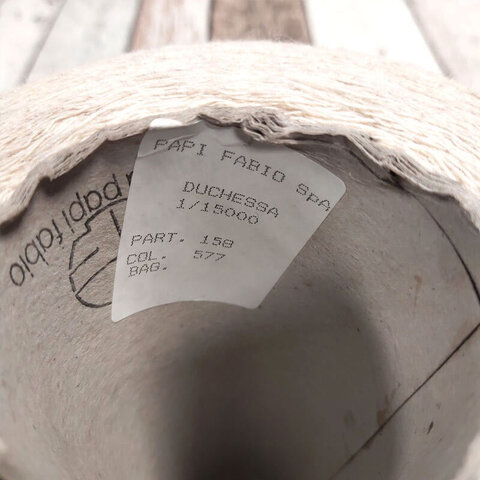 PAPI FABIO SpA
DUCHESSA
1/15000
PART. 158
COL. 577
BAG.
papi fabio